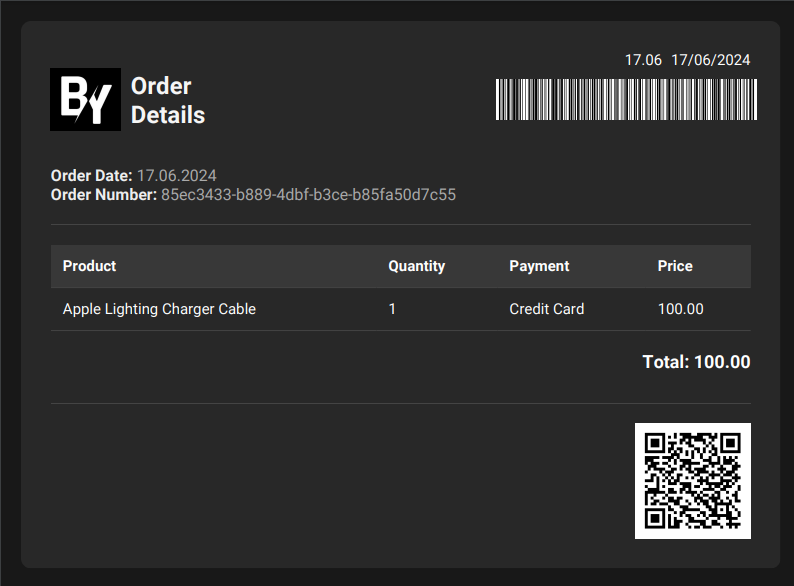 17.06 17/06/2024
BY
Order
Details
Order Date: 17.06.2024
Order Number: 85ec3433-b889-4dbf-b3ce-b85fa50d7c55
Product Quantity Payment Price
Apple Lighting Charger Cable 1 Credit Card 100.00
Total: 100.00